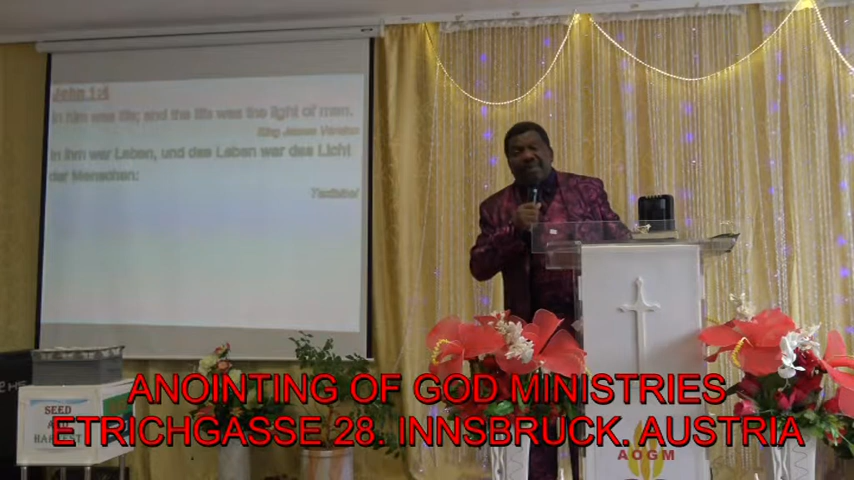 John 1:4
In him was life; and the life was the light of men.
King James Version
In ihm war Leben, und das Leben war das Licht
der Menschen:
Textbibel
SEED
ANOINTING OF GOD MINISTRIES
ETRICHGASSE 28. INNSBRUCK. AUSTRIA
AOGM